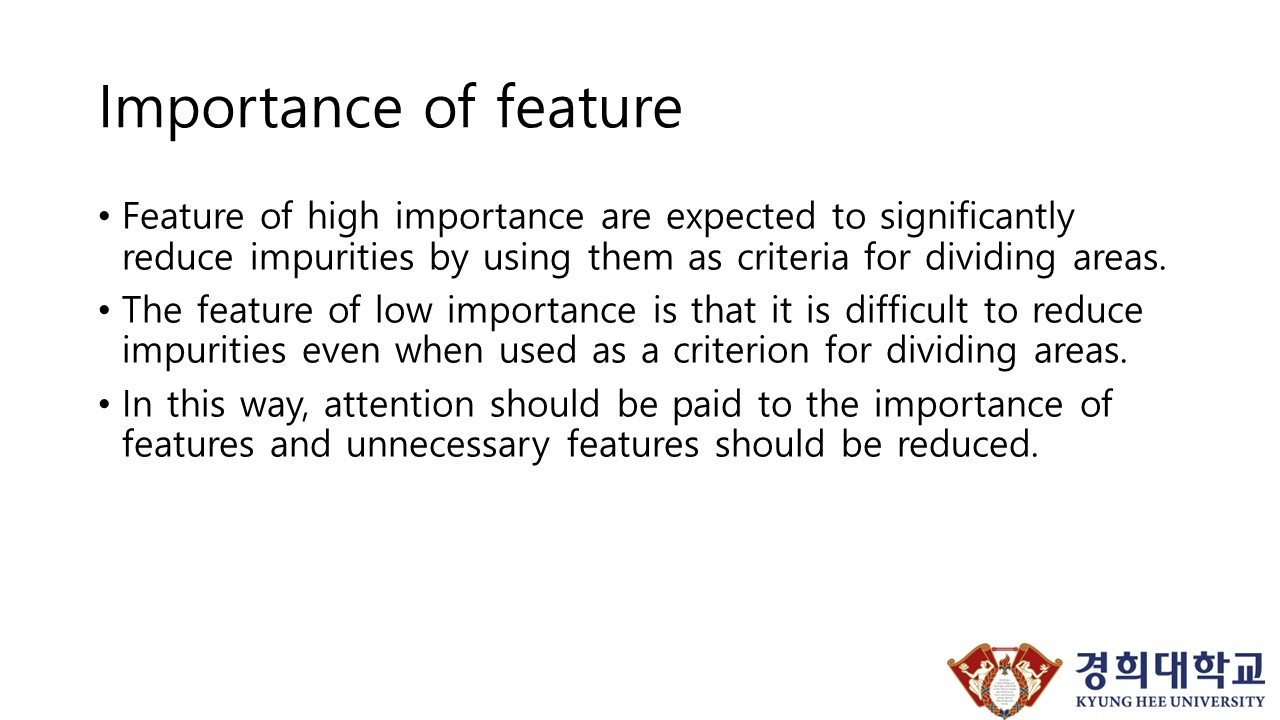 Importance of feature
• Feature of high importance are expected to significantly
reduce impurities by using them as criteria for dividing areas.
• The feature of low importance is that it is difficult to reduce
impurities even when used as a criterion for dividing areas.
• In this way, attention should be paid to the importance of
features and unnecessary features should be reduced.
경희대학교
KYUNG HEE UNIVERSITY